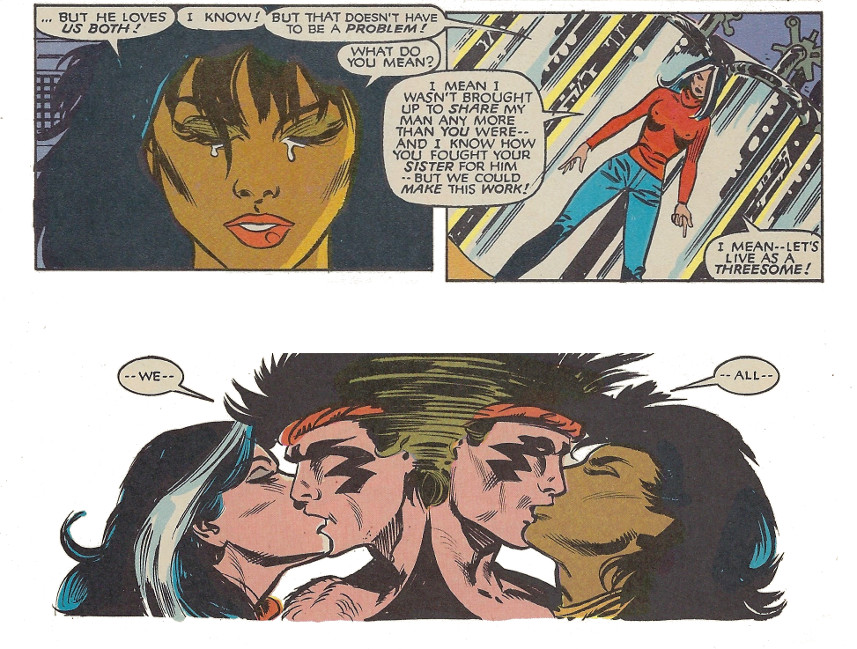 ... BUT HE LOVES
US BOTH!
I KNOW!
BUT THAT DOESN'T HAVE
TO BE A PROBLEM!
WHAT DO
YOU MEAN?
I MEAN I
WASN'T BROUGHT
UP TO SHARE MY
MAN ANY MORE
THAN YOU WERE--
AND I KNOW HOW
YOU FOUGHT YOUR
SISTER FOR HIM
-- BUT WE COULD
MAKE THIS WORK!
I MEAN--LET'S
LIVE AS A
THREESOME!
--WE--
--ALL--